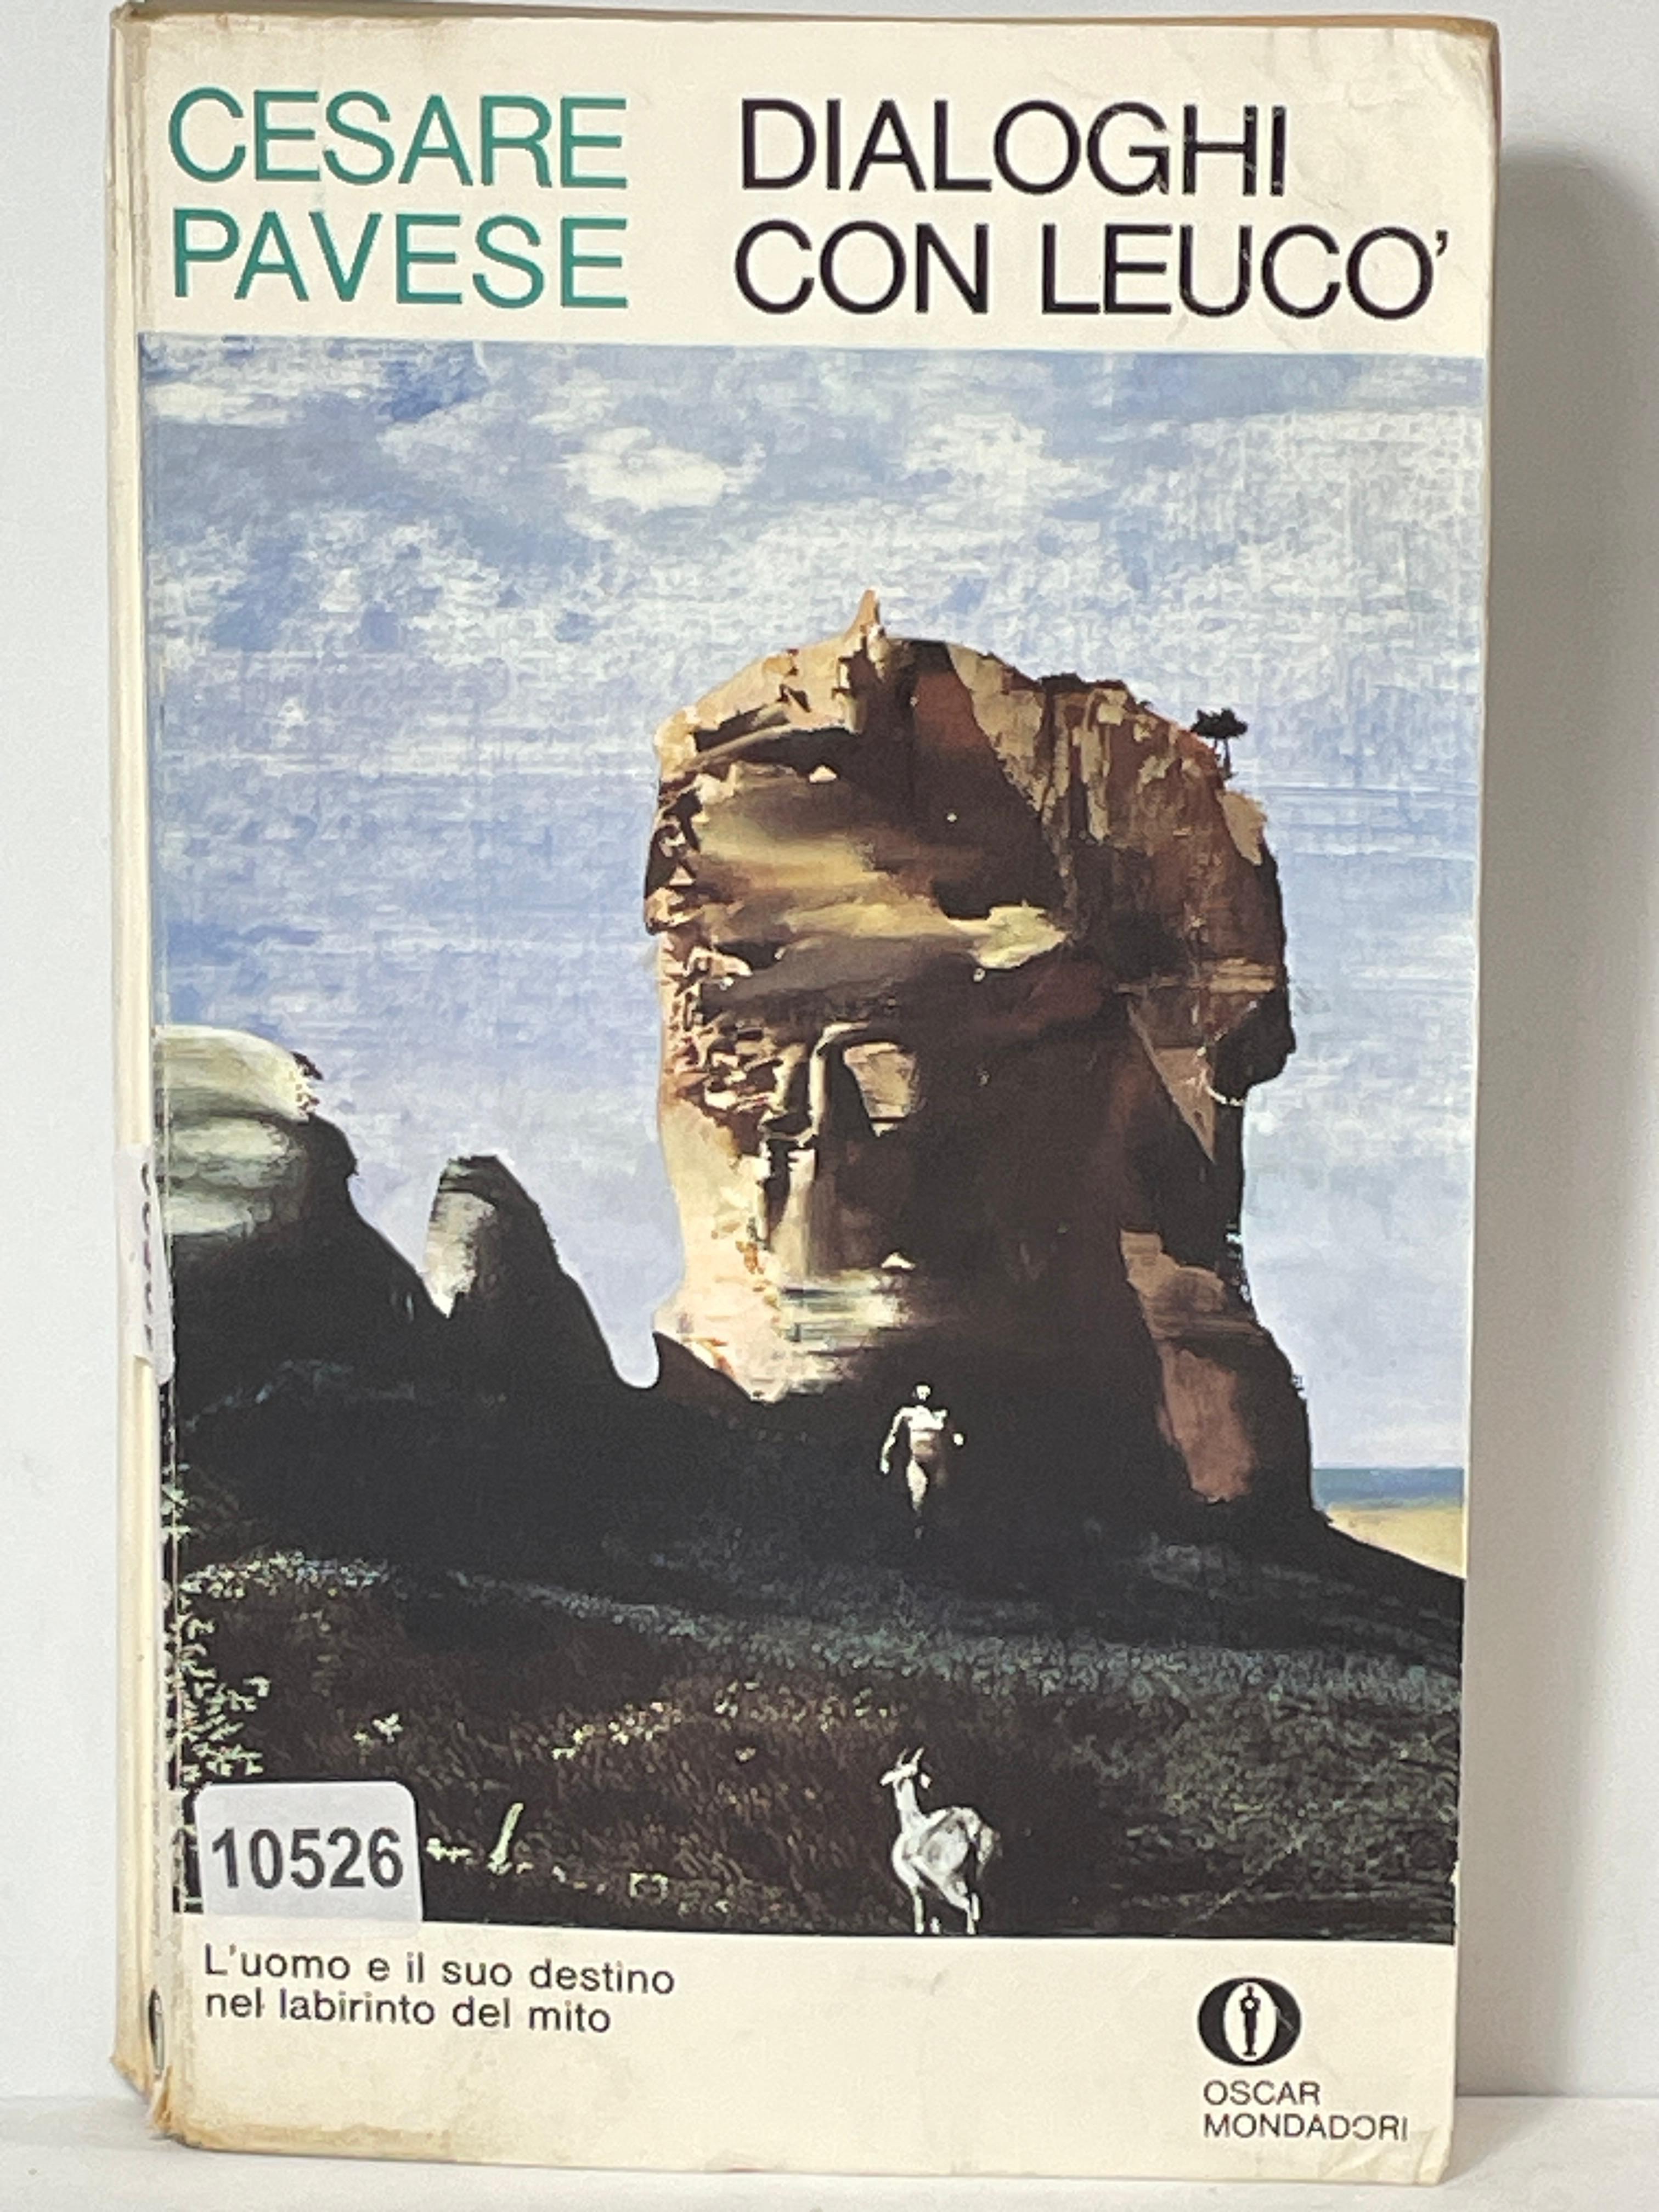 CESARE
PAVESE
DIALOGHI
CON LEUCO'
10526
L'uomo e il suo destino
nel labirinto del mito
OSCAR
MONDADORI